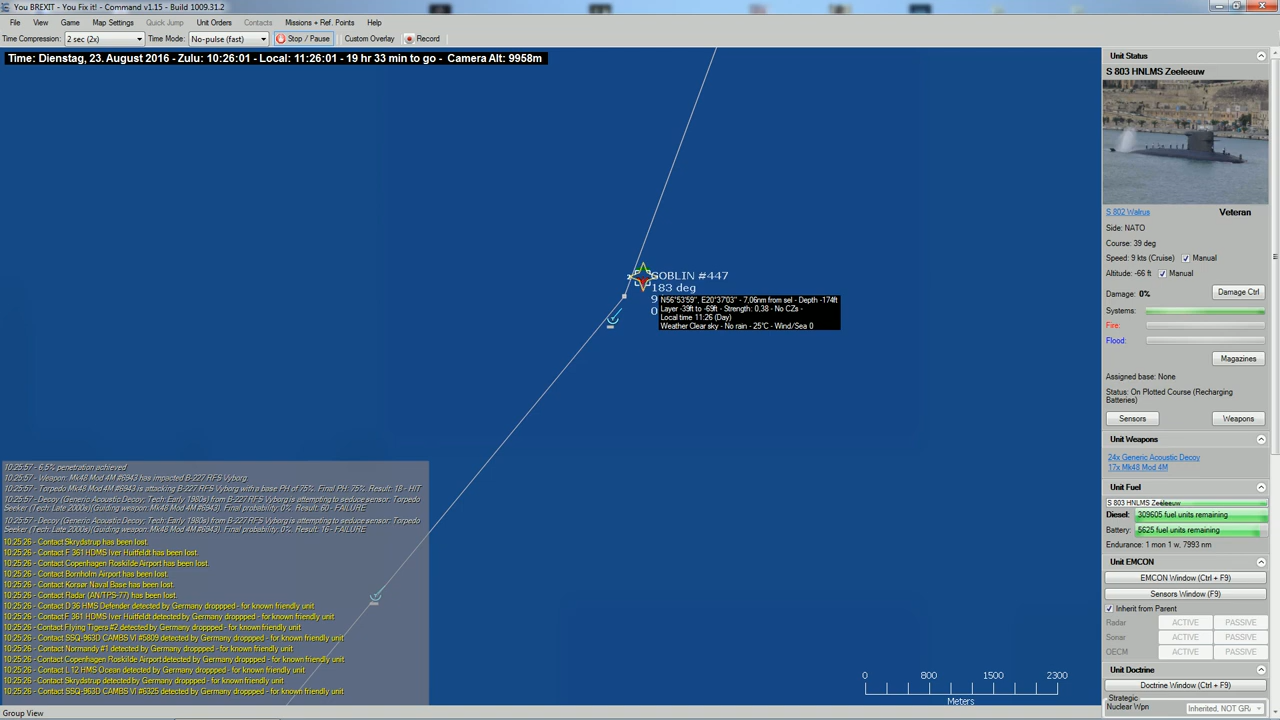 You BREXIT - You Fix it! - Command v1.15 - Build 1009.31.2
File View Game Map Settings Quick Jump Unit Orders Contacts Missions + Ref. Points Help
Time Compression: 2 sec (2x) Time Mode: No-pulse (fast) Stop / Pause Custom Overlay Record
Time: Dienstag, 23. August 2016 - Zulu: 10:26:01 - Local: 11:26:01 - 19 hr 33 min to go - Camera Alt: 9958m
GOBLIN #447
183 deg
9
0
N56°53'59", E20°37'03" - 7,06nm from sel - Depth -174ft
Layer -39ft to -69ft - Strength: 0,38 - No CZs -
Local time 11:26 (Day)
Weather Clear sky - No rain - 25°C - Wind/Sea 0
10:25:57 - 6.5% penetration achieved
10:25:57 - Weapon: Mk48 Mod 4M #6943 has impacted B-227 RFS Vyborg.
10:25:57 - Torpedo Mk48 Mod 4M #6943 is attacking B-227 RFS Vyborg with a base PH of 75%. Final PH: 75%. Result: 18 - HIT
10:25:57 - Decoy (Generic Acoustic Decoy; Tech: Early 1980s) from B-227 RFS Vyborg is attempting to seduce sensor: Torpedo
Seeker (Tech: Late 2000s)(Guiding weapon: Mk48 Mod 4M #6943). Final probability: 0%. Result: 60 - FAILURE
10:25:57 - Decoy (Generic Acoustic Decoy; Tech: Early 1980s) from B-227 RFS Vyborg is attempting to seduce sensor: Torpedo
Seeker (Tech: Late 2000s)(Guiding weapon: Mk48 Mod 4M #6943). Final probability: 0%. Result: 16 - FAILURE
10:25:26 - Contact Skrydstrup has been lost.
10:25:26 - Contact F 361 HDMS Iver Huitfeldt has been lost.
10:25:26 - Contact Copenhagen Roskilde Airport has been lost.
10:25:26 - Contact Bornholm Airport has been lost.
10:25:26 - Contact Korsør Naval Base has been lost.
10:25:26 - Contact Radar (AN/TPS-77) has been lost.
10:25:26 - Contact D 36 HMS Defender detected by Germany droppped - for known friendly unit
10:25:26 - Contact F 361 HDMS Iver Huitfeldt detected by Germany droppped - for known friendly unit
10:25:26 - Contact Flying Tigers #2 detected by Germany droppped - for known friendly unit
10:25:26 - Contact SSQ-963D CAMBS VI #5809 detected by Germany droppped - for known friendly unit
10:25:26 - Contact Normandy #1 detected by Germany droppped - for known friendly unit
10:25:26 - Contact Copenhagen Roskilde Airport detected by Germany droppped - for known friendly unit
10:25:26 - Contact L 12 HMS Ocean detected by Germany droppped - for known friendly unit
10:25:26 - Contact Skrydstrup detected by Germany droppped - for known friendly unit
10:25:26 - Contact SSQ-963D CAMBS VI #6325 detected by Germany droppped - for known friendly unit
0 800 1500 2300
Meters
Group View
Unit Status
S 803 HNLMS Zeeleeuw
S 802 Walrus Veteran
Side: NATO
Course: 39 deg
Speed: 9 kts (Cruise) Manual
Altitude: -66 ft Manual
Damage: 0% Damage Ctrl
Systems:
Fire:
Flood:
Magazines
Assigned base: None
Status: On Plotted Course (Recharging
Batteries)
Sensors Weapons
Unit Weapons
24x Generic Acoustic Decoy
17x Mk48 Mod 4M
Unit Fuel
S 803 HNLMS Zeeleeuw
Diesel: 309605 fuel units remaining
Battery: 5625 fuel units remaining
Endurance: 1 mon 1 w, 7993 nm
Unit EMCON
EMCON Window (Ctrl + F9)
Sensors Window (F9)
Inherit from Parent
Radar ACTIVE PASSIVE
Sonar ACTIVE PASSIVE
OECM ACTIVE PASSIVE
Unit Doctrine
Doctrine Window (Ctrl + F9)
Strategic
Nuclear Wpn Inherited, NOT GR